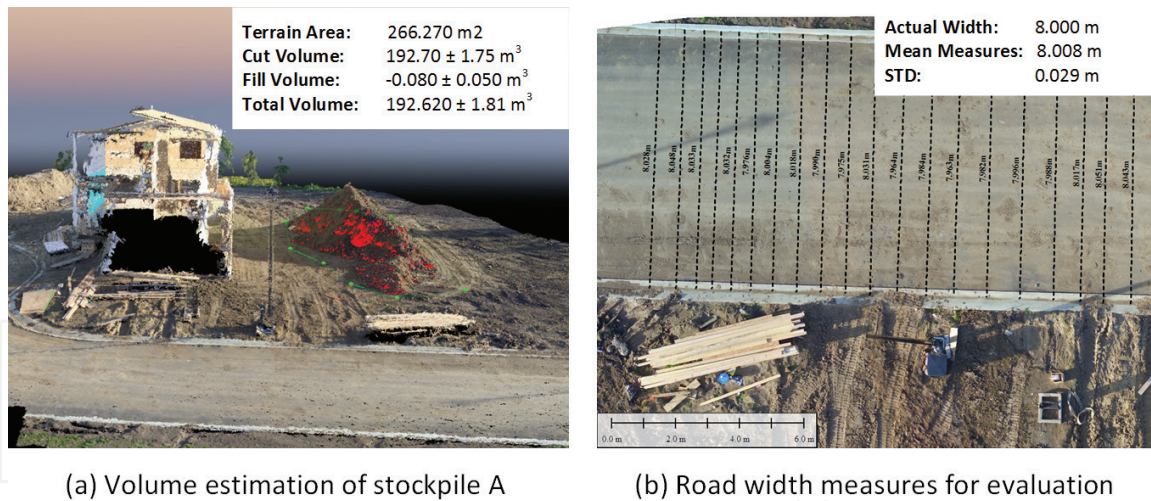 Terrain Area: 266.270 m2
Cut Volume: 192.70 ± 1.75 m³
Fill Volume: -0.080 ± 0.050 m³
Total Volume: 192.620 ± 1.81 m³
Actual Width: 8.000 m
Mean Measures: 8.008 m
STD: 0.029 m
8.028m
8.048m
8.033m
8.032m
7.976m
8.004m
8.018m
7.990m
7.975m
8.031m
7.964m
7.984m
7.963m
7.982m
7.996m
7.988m
8.017m
8.051m
8.043m
0.0 m 2.0 m 4.0 m 6.0 m
(a) Volume estimation of stockpile A
(b) Road width measures for evaluation